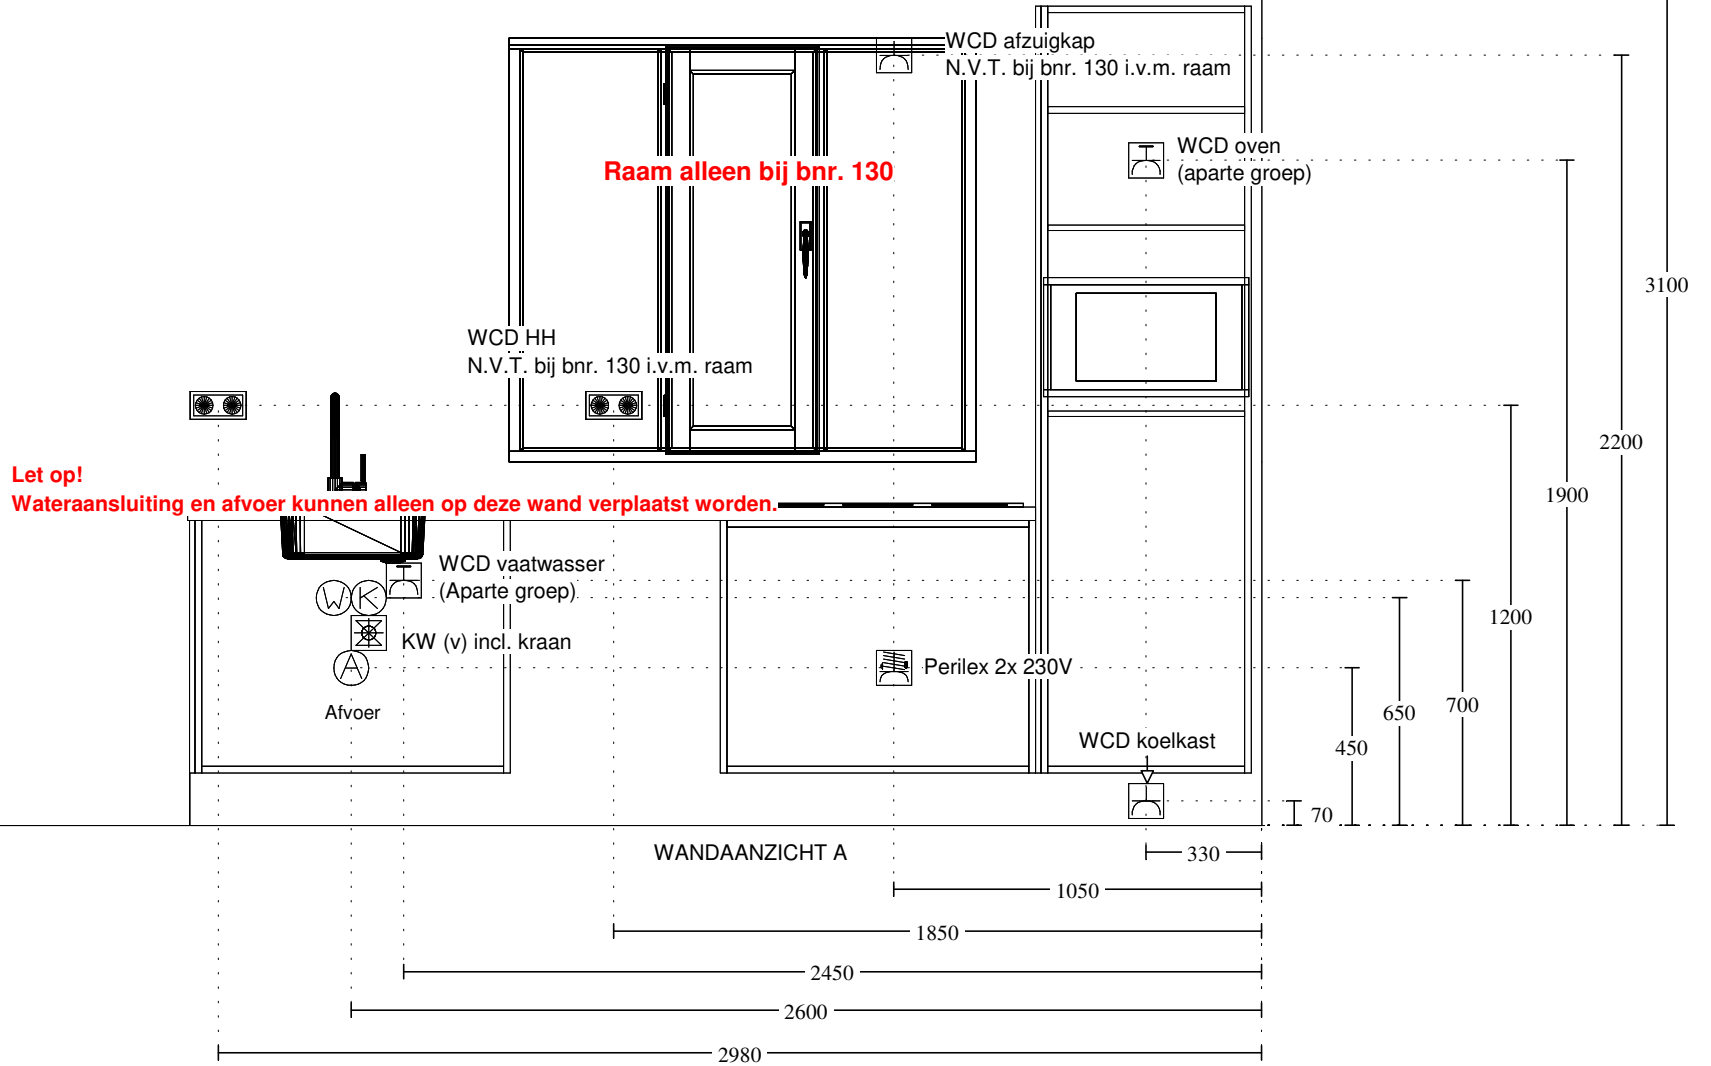 WCD afzuigkap
N.V.T. bij bnr. 130 i.v.m. raam
WCD oven
(aparte groep)
Raam alleen bij bnr. 130
3100
WCD HH
N.V.T. bij bnr. 130 i.v.m. raam
2200
Let op!
Wateraansluiting en afvoer kunnen alleen op deze wand verplaatst worden.
1900
WCD vaatwasser
(Aparte groep)
W K
1200
KW (v) incl. kraan
A
Perilex 2x 230V
Afvoer
700
650
450
WCD koelkast
70
WANDAANZICHT A
330
1050
1850
2450
2600
2980